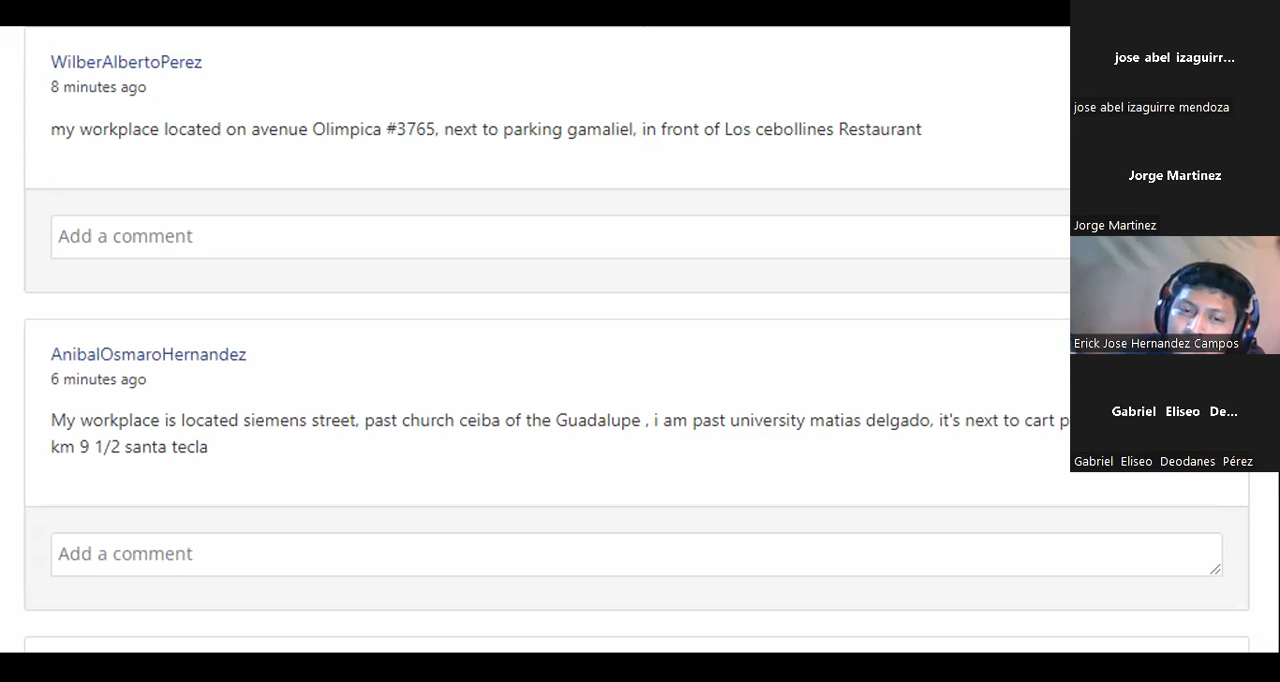 WilberAlbertoPerez
8 minutes ago
my workplace located on avenue Olimpica #3765, next to parking gamaliel, in front of Los cebollines Restaurant
Add a comment
AnibalOsmaroHernandez
6 minutes ago
My workplace is located siemens street, past church ceiba of the Guadalupe , i am past university matias delgado, it's next to cart
km 9 1/2 santa tecla
Add a comment
jose abel izaguirr...
jose abel izaguirre mendoza
Jorge Martinez
Jorge Martinez
Erick Jose Hernandez Campos
Gabriel Eliseo De...
Gabriel Eliseo Deodanes Pérez